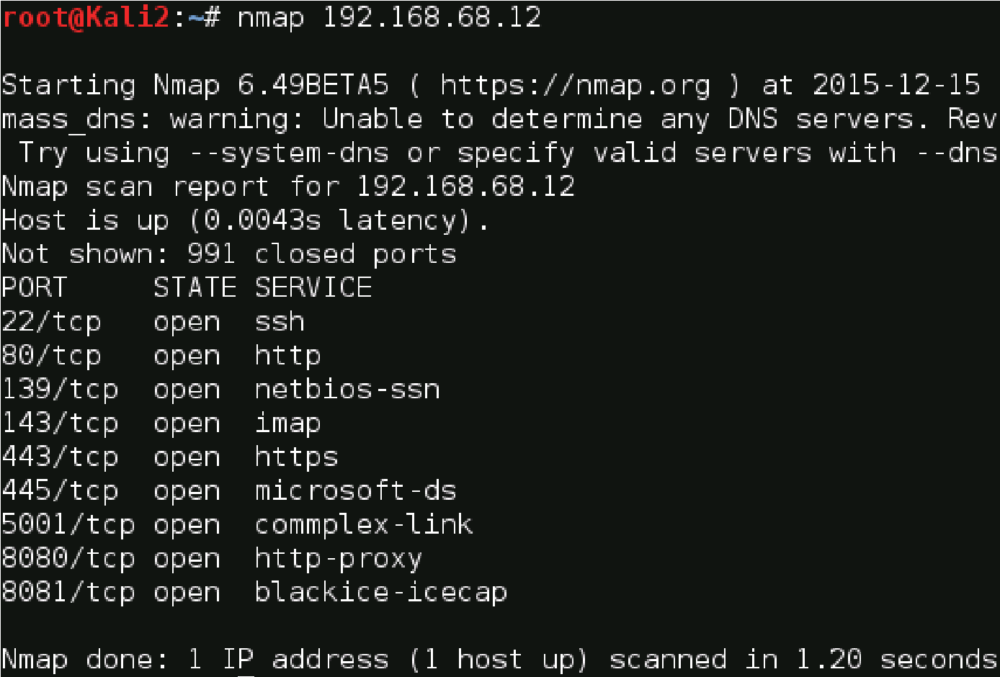 root@Kali2:~# nmap 192.168.68.12
Starting Nmap 6.49BETA5 ( https://nmap.org ) at 2015-12-15
mass_dns: warning: Unable to determine any DNS servers. Rev
Try using --system-dns or specify valid servers with --dns
Nmap scan report for 192.168.68.12
Host is up (0.0043s latency).
Not shown: 991 closed ports
PORT     STATE SERVICE
22/tcp   open  ssh
80/tcp   open  http
139/tcp  open  netbios-ssn
143/tcp  open  imap
443/tcp  open  https
445/tcp  open  microsoft-ds
5001/tcp open  commplex-link
8080/tcp open  http-proxy
8081/tcp open  blackice-icecap
Nmap done: 1 IP address (1 host up) scanned in 1.20 seconds